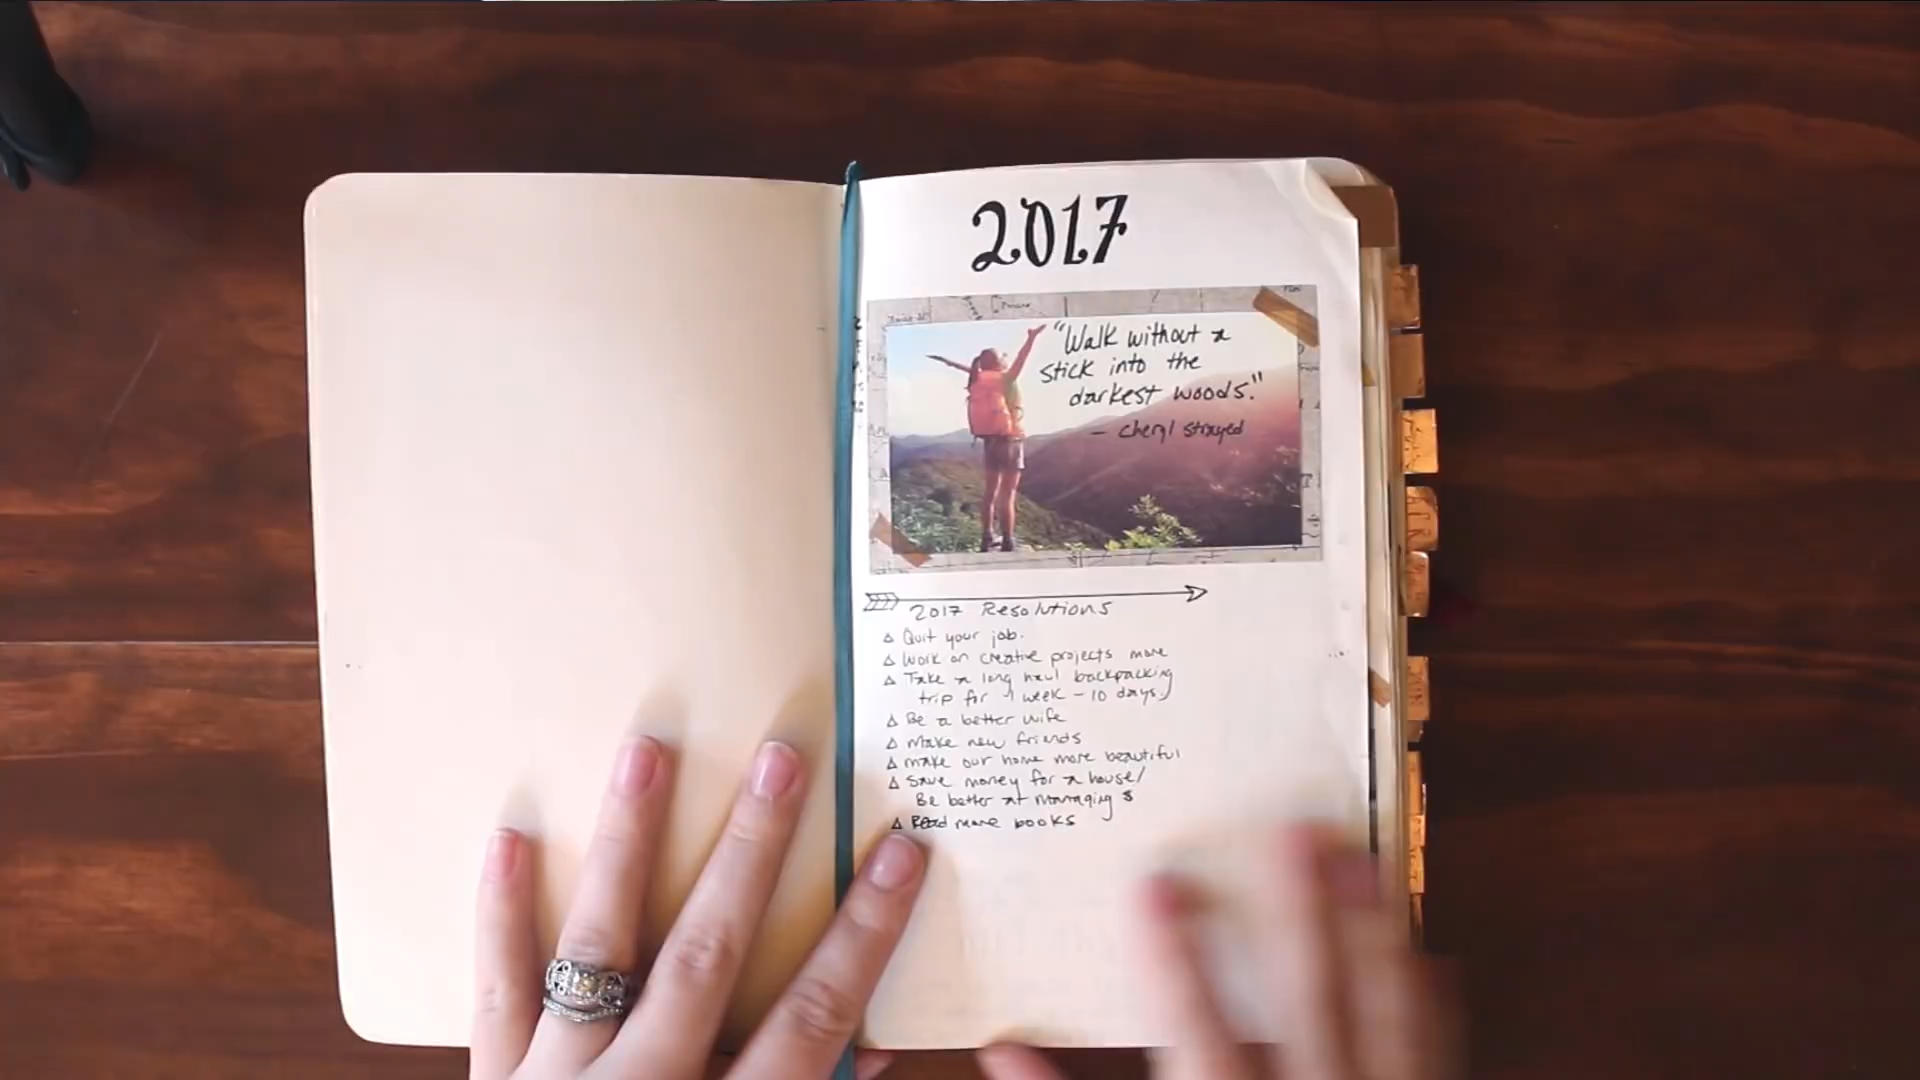 2017
"Walk without a
stick into the
darkest woods."
— Cheryl Strayed
2017 Resolutions
Δ Quit your job.
Δ Work on creative projects more
Δ Take a long haul backpacking
trip for 1 week - 10 days.
Δ Be a better wife
Δ Make new friends
Δ make our home more beautiful
Δ Save money for a house/
Be better at managing $
Δ Read more books